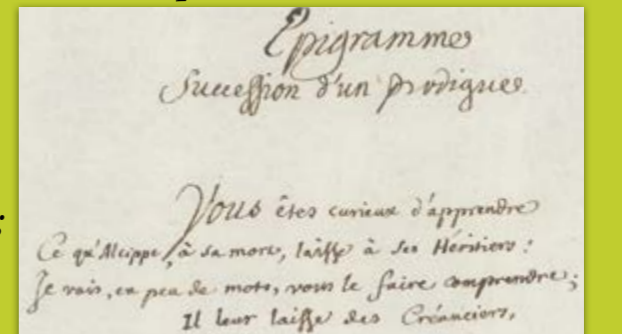 Epigramme
Succession d'un Prodigue
Vous êtes curieux d'apprendre
Ce qu'Alcippe, à sa mort, laisse à ses Héritiers :
Je vais, en peu de mots, vous le faire comprendre ;
Il leur laisse des Créanciers,